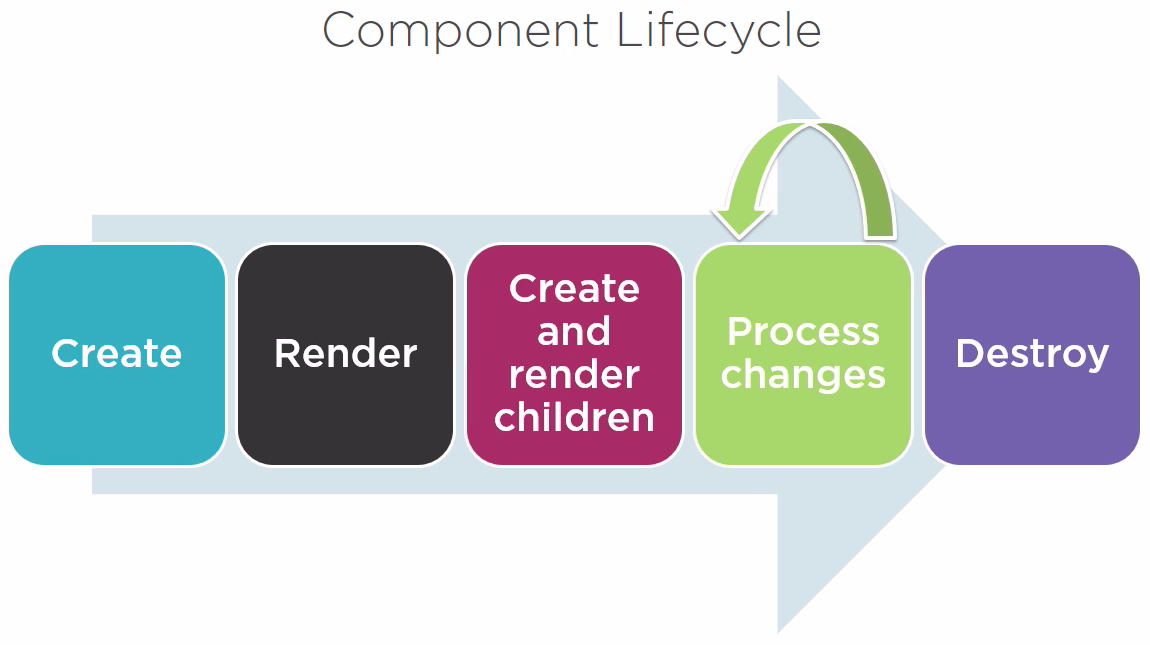 Component Lifecycle
Create
Render
Create
and
render
children
Process
changes
Destroy